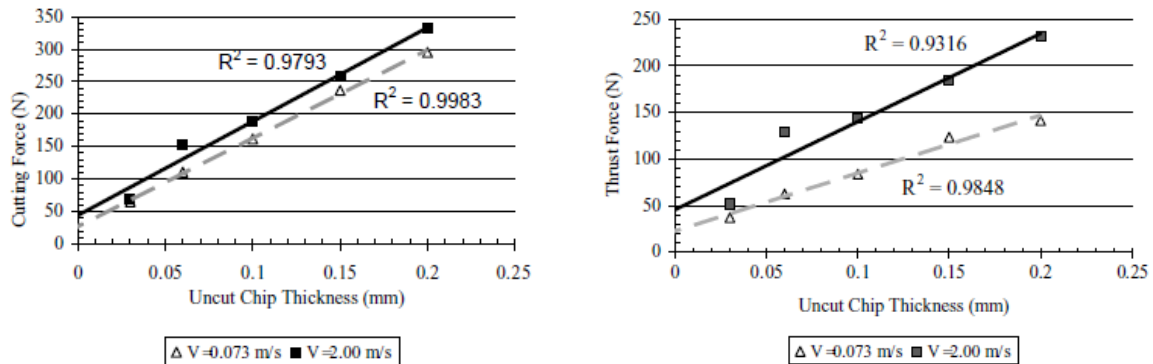 350
300
250
200
150
100
50
0
Cutting Force (N)
R² = 0.9793
R² = 0.9983
0 0.05 0.1 0.15 0.2 0.25
Uncut Chip Thickness (mm)
V=0.073 m/s V=2.00 m/s
250
200
150
100
50
0
Thrust Force (N)
R² = 0.9316
R² = 0.9848
0 0.05 0.1 0.15 0.2 0.25
Uncut Chip Thickness (mm)
V=0.073 m/s V=2.00 m/s